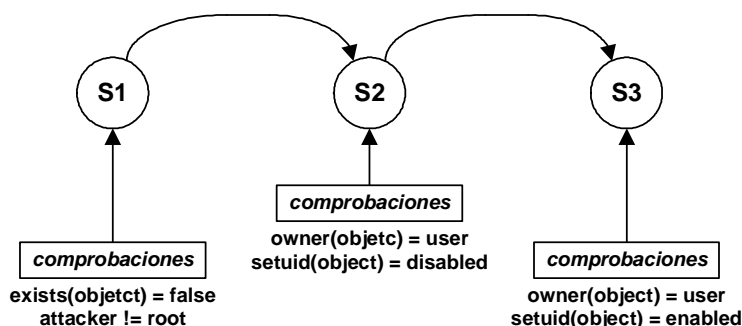 S1
S2
S3
comprobaciones
owner(objetc) = user
setuid(object) = disabled
comprobaciones
exists(objetct) = false
attacker != root
comprobaciones
owner(object) = user
setuid(object) = enabled